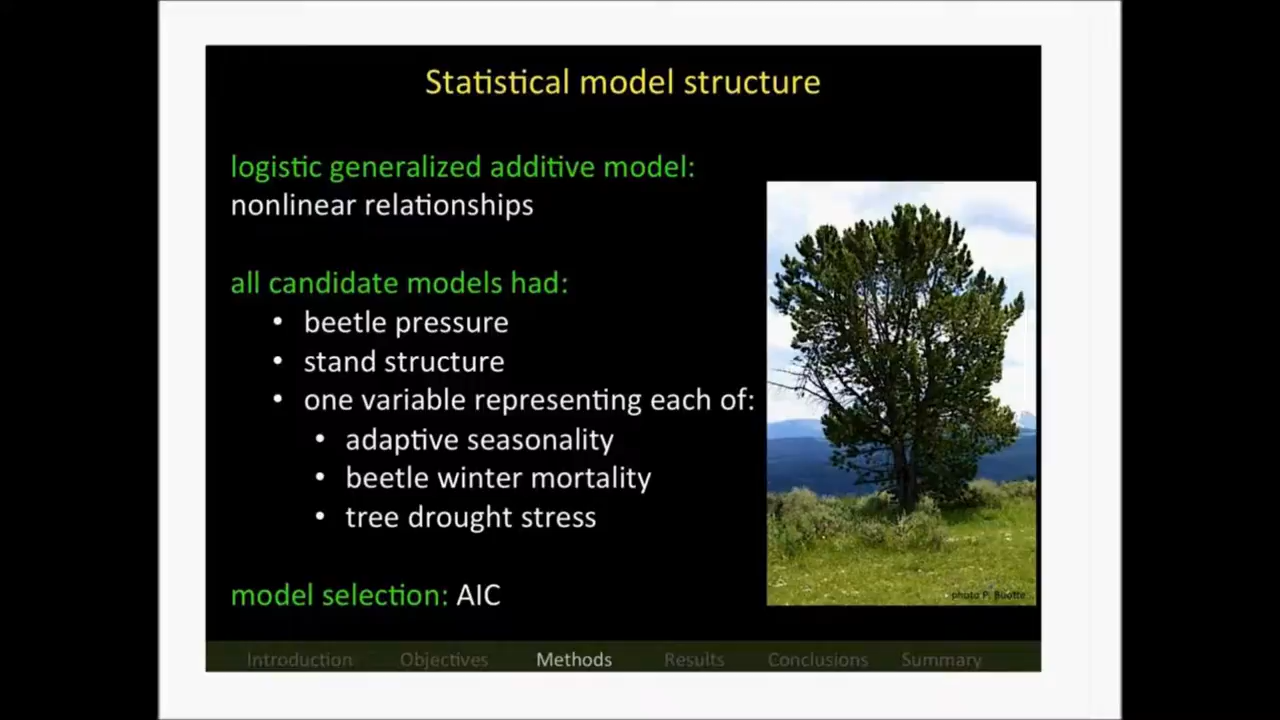 Statistical model structure
logistic generalized additive model:
nonlinear relationships
all candidate models had:
• beetle pressure
• stand structure
• one variable representing each of:
• adaptive seasonality
• beetle winter mortality
• tree drought stress
model selection: AIC
photo P. Buotte
Introduction Objectives Methods Results Conclusions Summary